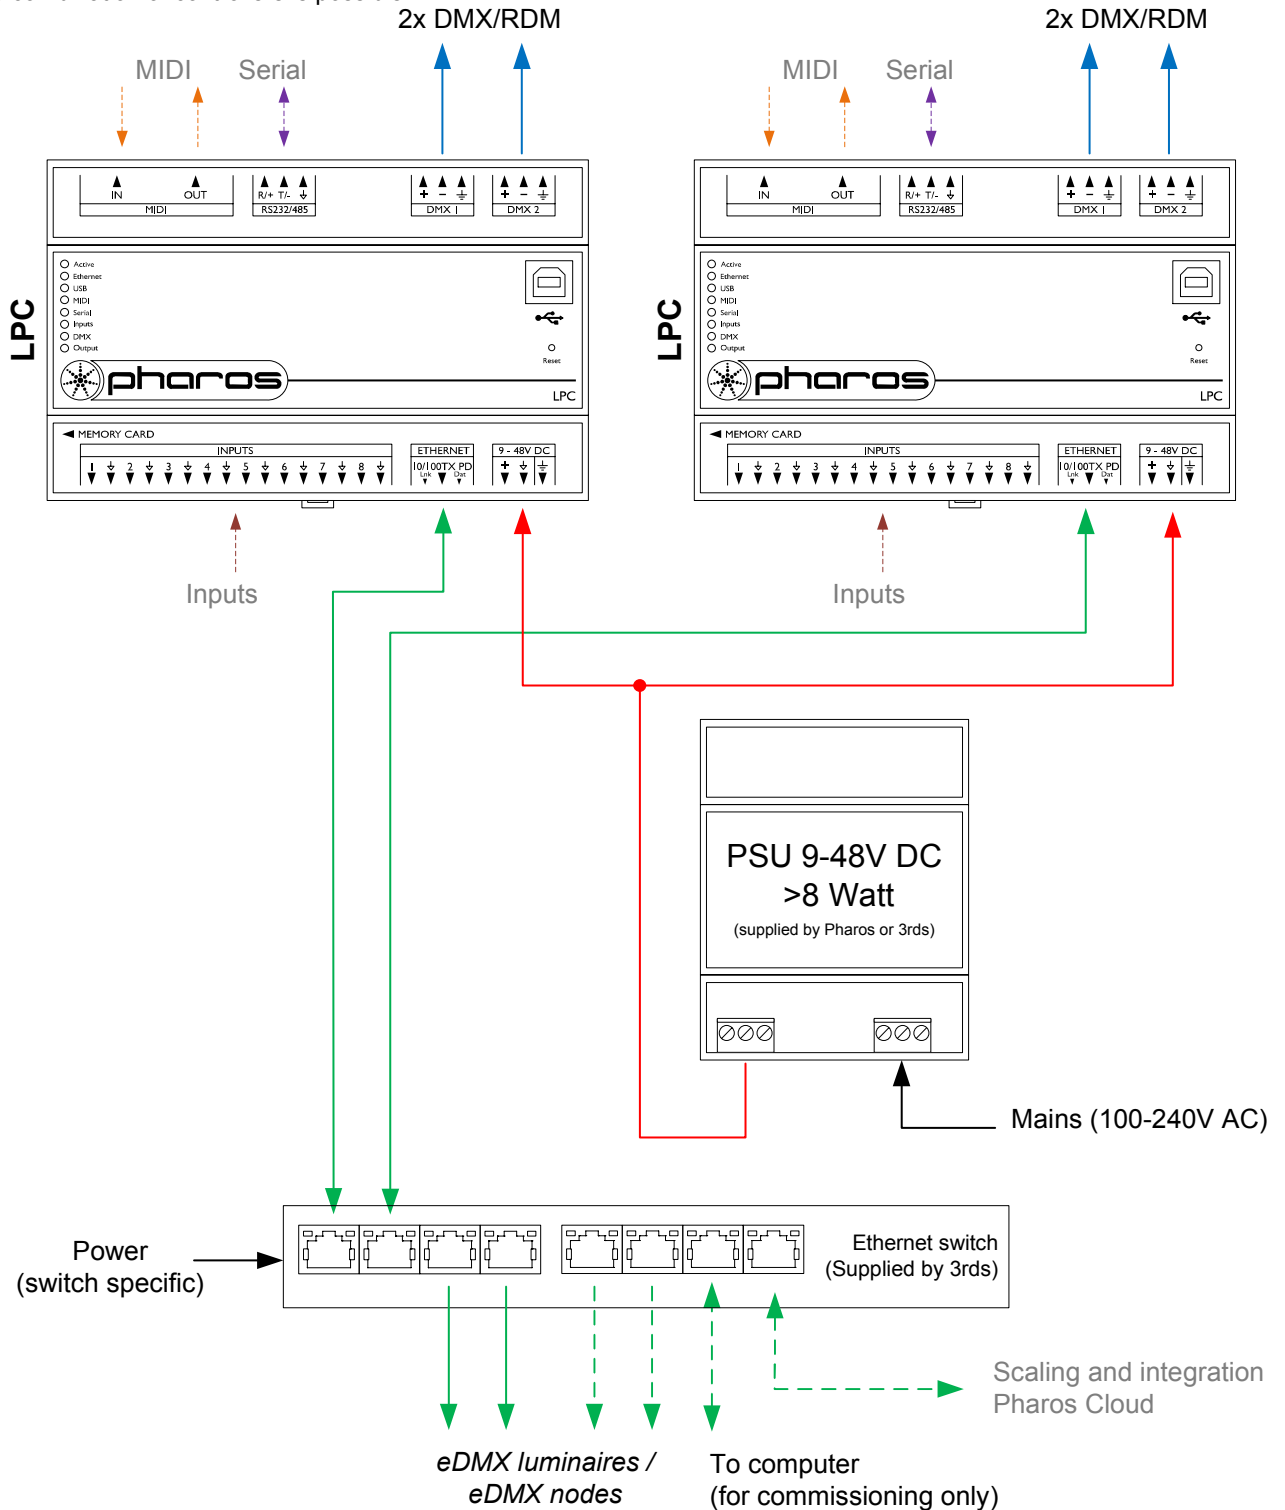 2x DMX/RDM 2x DMX/RDM
MIDI Serial MIDI Serial
IN OUT R/+ T/- + − + −
MIDI RS232/485 DMX 1 DMX 2
IN OUT R/+ T/- + − + −
MIDI RS232/485 DMX 1 DMX 2
LPC
Active
Ethernet
USB
MIDI
Serial
Inputs
DMX
Output
Reset
pharos
LPC
LPC
Active
Ethernet
USB
MIDI
Serial
Inputs
DMX
Output
Reset
pharos
LPC
MEMORY CARD
INPUTS ETHERNET 9 - 48V DC
1 2 3 4 5 6 7 8 10/100TX PD +
Lnk Dat
MEMORY CARD
INPUTS ETHERNET 9 - 48V DC
1 2 3 4 5 6 7 8 10/100TX PD +
Lnk Dat
Inputs Inputs
PSU 9-48V DC
>8 Watt
(supplied by Pharos or 3rds)
Mains (100-240V AC)
Power
(switch specific)
Ethernet switch
(Supplied by 3rds)
Scaling and integration
Pharos Cloud
eDMX luminaires /
eDMX nodes
To computer
(for commissioning only)